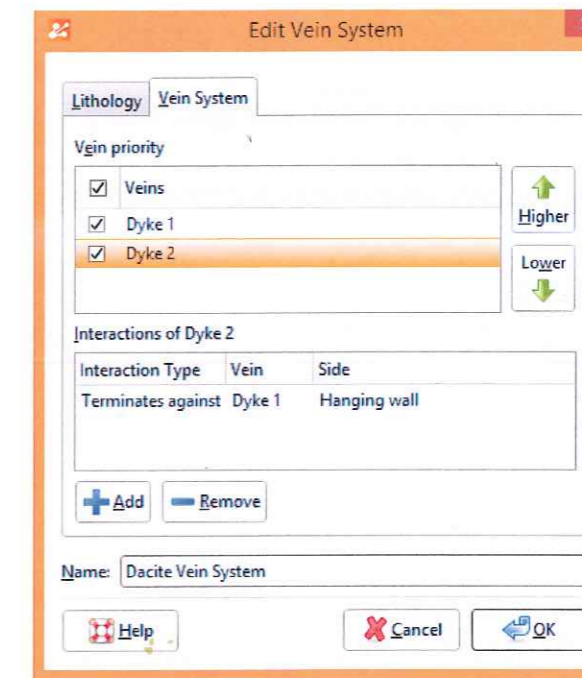 Edit Vein System
Lithology Vein System
Vein priority
Veins
Dyke 1
Dyke 2
Higher
Lower
Interactions of Dyke 2
Interaction Type Vein Side
Terminates against Dyke 1 Hanging wall
Add Remove
Name: Dacite Vein System
Help Cancel OK